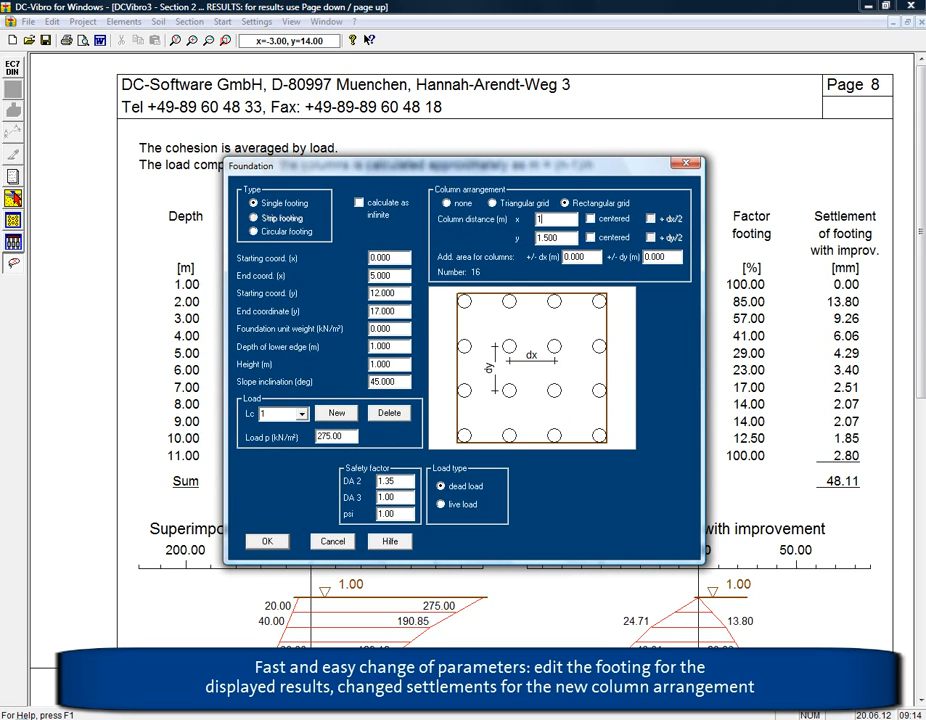 DC-Vibro for Windows - [DCVibro3 - Section 2 ... RESULTS: for results use Page down / page up]
File Edit Project Elements Soil Section Start Settings View Window ?
x=-3.00, y=14.00
EC7
DIN
DC-Software GmbH, D-80997 Muenchen, Hannah-Arendt-Weg 3
Page 8
Tel +49-89 60 48 33, Fax: +49-89-89 60 48 18
The cohesion is averaged by load.
The load comp
Depth
[m]
1.00
2.00
3.00
4.00
5.00
6.00
7.00
8.00
9.00
10.00
11.00
Sum
Foundation
Type
Single footing
Strip footing
Circular footing
calculate as
infinite
Starting coord. (x) 0.000
End coord. (x) 5.000
Starting coord. (y) 12.000
End coordinate (y) 17.000
Foundation unit weight (kN/m³) 0.000
Depth of lower edge (m) 1.000
Height (m) 1.000
Slope inclination (deg) 45.000
Load
Lc 1 New Delete
Load p (kN/m²) 275.00
Column arrangement
none Triangular grid Rectangular grid
Column distance (m) x 1 centered + dx/2
y 1.500 centered + dy/2
Add. area for columns: +/- dx (m) 0.000 +/- dy (m) 0.000
Number: 16
dx
dy
Safety factor
DA 2 1.35
DA 3 1.00
psi 1.00
Load type
dead load
live load
OK Cancel Hilfe
Factor
footing
[%]
100.00
85.00
57.00
41.00
29.00
23.00
17.00
14.00
14.00
12.50
100.00
Settlement
of footing
with improv.
[mm]
0.00
13.80
9.26
6.06
4.29
3.40
2.51
2.07
2.07
1.85
2.80
48.11
Superimpo
with improvement
200.00
50.00
1.00
20.00
275.00
40.00
190.85
1.00
24.71
13.80
Fast and easy change of parameters: edit the footing for the
displayed results, changed settlements for the new column arrangement
For Help, press F1
NUM 20.06.12 09:14